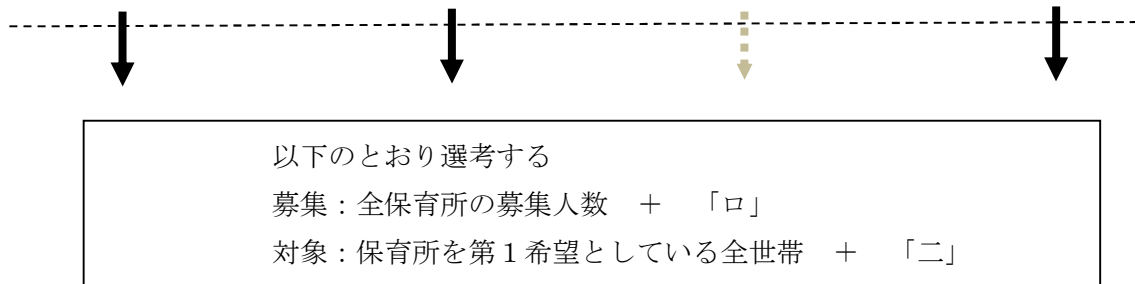 以下のとおり選考する
募集：全保育所の募集人数　＋　「ロ」
対象：保育所を第１希望としている全世帯　＋　「ニ」